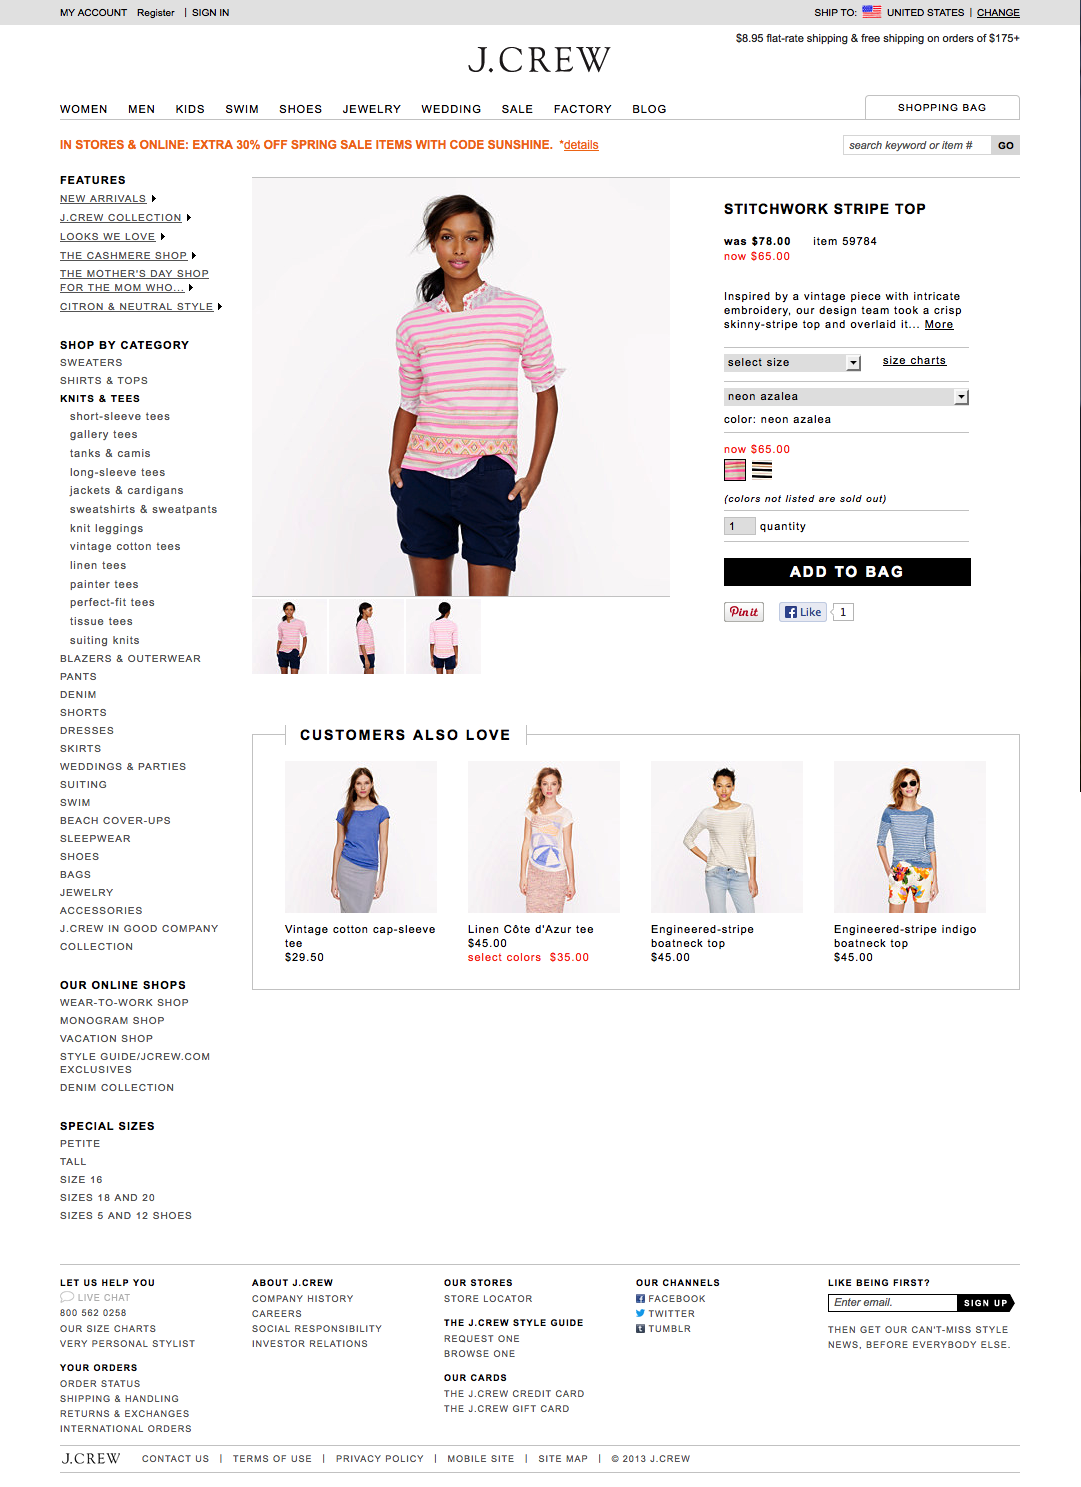 MY ACCOUNT Register | SIGN IN
SHIP TO: UNITED STATES | CHANGE
$8.95 flat-rate shipping & free shipping on orders of $175+
J.CREW
WOMEN MEN KIDS SWIM SHOES JEWELRY WEDDING SALE FACTORY BLOG
SHOPPING BAG
IN STORES & ONLINE: EXTRA 30% OFF SPRING SALE ITEMS WITH CODE SUNSHINE. *details
search keyword or item # GO
FEATURES
NEW ARRIVALS
J.CREW COLLECTION
LOOKS WE LOVE
THE CASHMERE SHOP
THE MOTHER'S DAY SHOP
FOR THE MOM WHO...
CITRON & NEUTRAL STYLE
SHOP BY CATEGORY
SWEATERS
SHIRTS & TOPS
KNITS & TEES
short-sleeve tees
gallery tees
tanks & camis
long-sleeve tees
jackets & cardigans
sweatshirts & sweatpants
knit leggings
vintage cotton tees
linen tees
painter tees
perfect-fit tees
tissue tees
suiting knits
BLAZERS & OUTERWEAR
PANTS
DENIM
SHORTS
DRESSES
SKIRTS
WEDDINGS & PARTIES
SUITING
SWIM
BEACH COVER-UPS
SLEEPWEAR
SHOES
BAGS
JEWELRY
ACCESSORIES
J.CREW IN GOOD COMPANY
COLLECTION
OUR ONLINE SHOPS
WEAR-TO-WORK SHOP
MONOGRAM SHOP
VACATION SHOP
STYLE GUIDE/JCREW.COM
EXCLUSIVES
DENIM COLLECTION
SPECIAL SIZES
PETITE
TALL
SIZE 16
SIZES 18 AND 20
SIZES 5 AND 12 SHOES
STITCHWORK STRIPE TOP
was $78.00 item 59784
now $65.00
Inspired by a vintage piece with intricate
embroidery, our design team took a crisp
skinny-stripe top and overlaid it... More
select size size charts
neon azalea
color: neon azalea
now $65.00
(colors not listed are sold out)
1 quantity
ADD TO BAG
Pin it Like 1
CUSTOMERS ALSO LOVE
Vintage cotton cap-sleeve
tee
$29.50
Linen Côte d'Azur tee
$45.00
select colors $35.00
Engineered-stripe
boatneck top
$45.00
Engineered-stripe indigo
boatneck top
$45.00
LET US HELP YOU
LIVE CHAT
800 562 0258
OUR SIZE CHARTS
VERY PERSONAL STYLIST
YOUR ORDERS
ORDER STATUS
SHIPPING & HANDLING
RETURNS & EXCHANGES
INTERNATIONAL ORDERS
ABOUT J.CREW
COMPANY HISTORY
CAREERS
SOCIAL RESPONSIBILITY
INVESTOR RELATIONS
OUR STORES
STORE LOCATOR
THE J.CREW STYLE GUIDE
REQUEST ONE
BROWSE ONE
OUR CARDS
THE J.CREW CREDIT CARD
THE J.CREW GIFT CARD
OUR CHANNELS
FACEBOOK
TWITTER
TUMBLR
LIKE BEING FIRST?
Enter email. SIGN UP
THEN GET OUR CAN'T-MISS STYLE
NEWS, BEFORE EVERYBODY ELSE.
J.CREW CONTACT US | TERMS OF USE | PRIVACY POLICY | MOBILE SITE | SITE MAP | © 2013 J.CREW